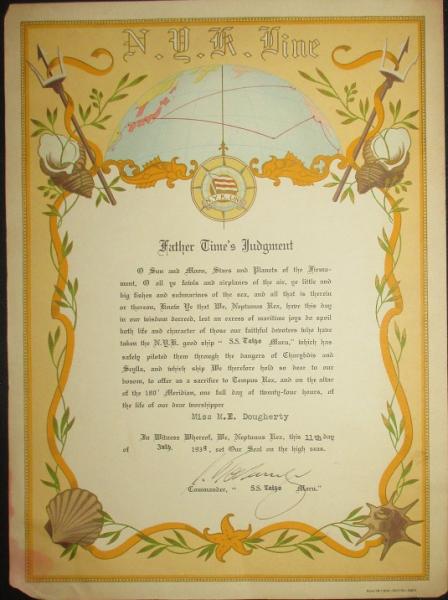 N. Y. K. Line
N.Y.K. LINE
Father Time's Judgment
O Sun and Moon, Stars and Planets of the Firma-
ment, O all ye fowls and airplanes of the air, ye little and
big fishes and submarines of the sea, and all that is therein
or thereon, Know Ye that We, Neptunus Rex, have this day
in our wisdom decreed, lest an excess of maritime joys do spoil
both life and character of those our faithful devotees who have
taken the N.Y.K. good ship "S.S. Taiyo Maru," which has
safely piloted them through the dangers of Charybdis and
Scylla, and which ship We therefore hold so dear to our
bosom, to offer as a sacrifice to Tempus Rex, and on the altar
of the 180° Meridian, one full day of twenty-four hours, of
the life of our dear worshipper
Miss M.E. Dougherty
In Witness Whereof, We, Neptunus Rex, this 11th day
of July, set Our Seal on the high seas.
Commander, "S.S. Taiyo Maru."